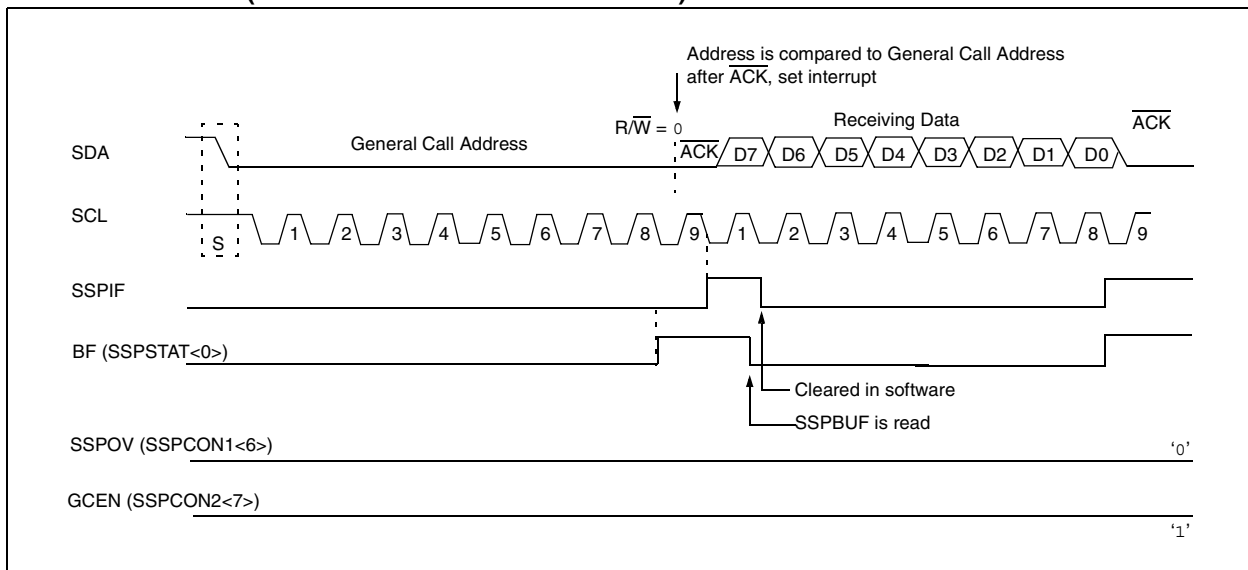 Address is compared to General Call Address
after ACK, set interrupt
R/W = 0
Receiving Data
ACK
SDA
General Call Address
ACK
D7 D6 D5 D4 D3 D2 D1 D0
SCL
S
1 2 3 4 5 6 7 8 9 1 2 3 4 5 6 7 8 9
SSPIF
BF (SSPSTAT<0>)
Cleared in software
SSPBUF is read
SSPOV (SSPCON1<6>)
‘0’
GCEN (SSPCON2<7>)
‘1’